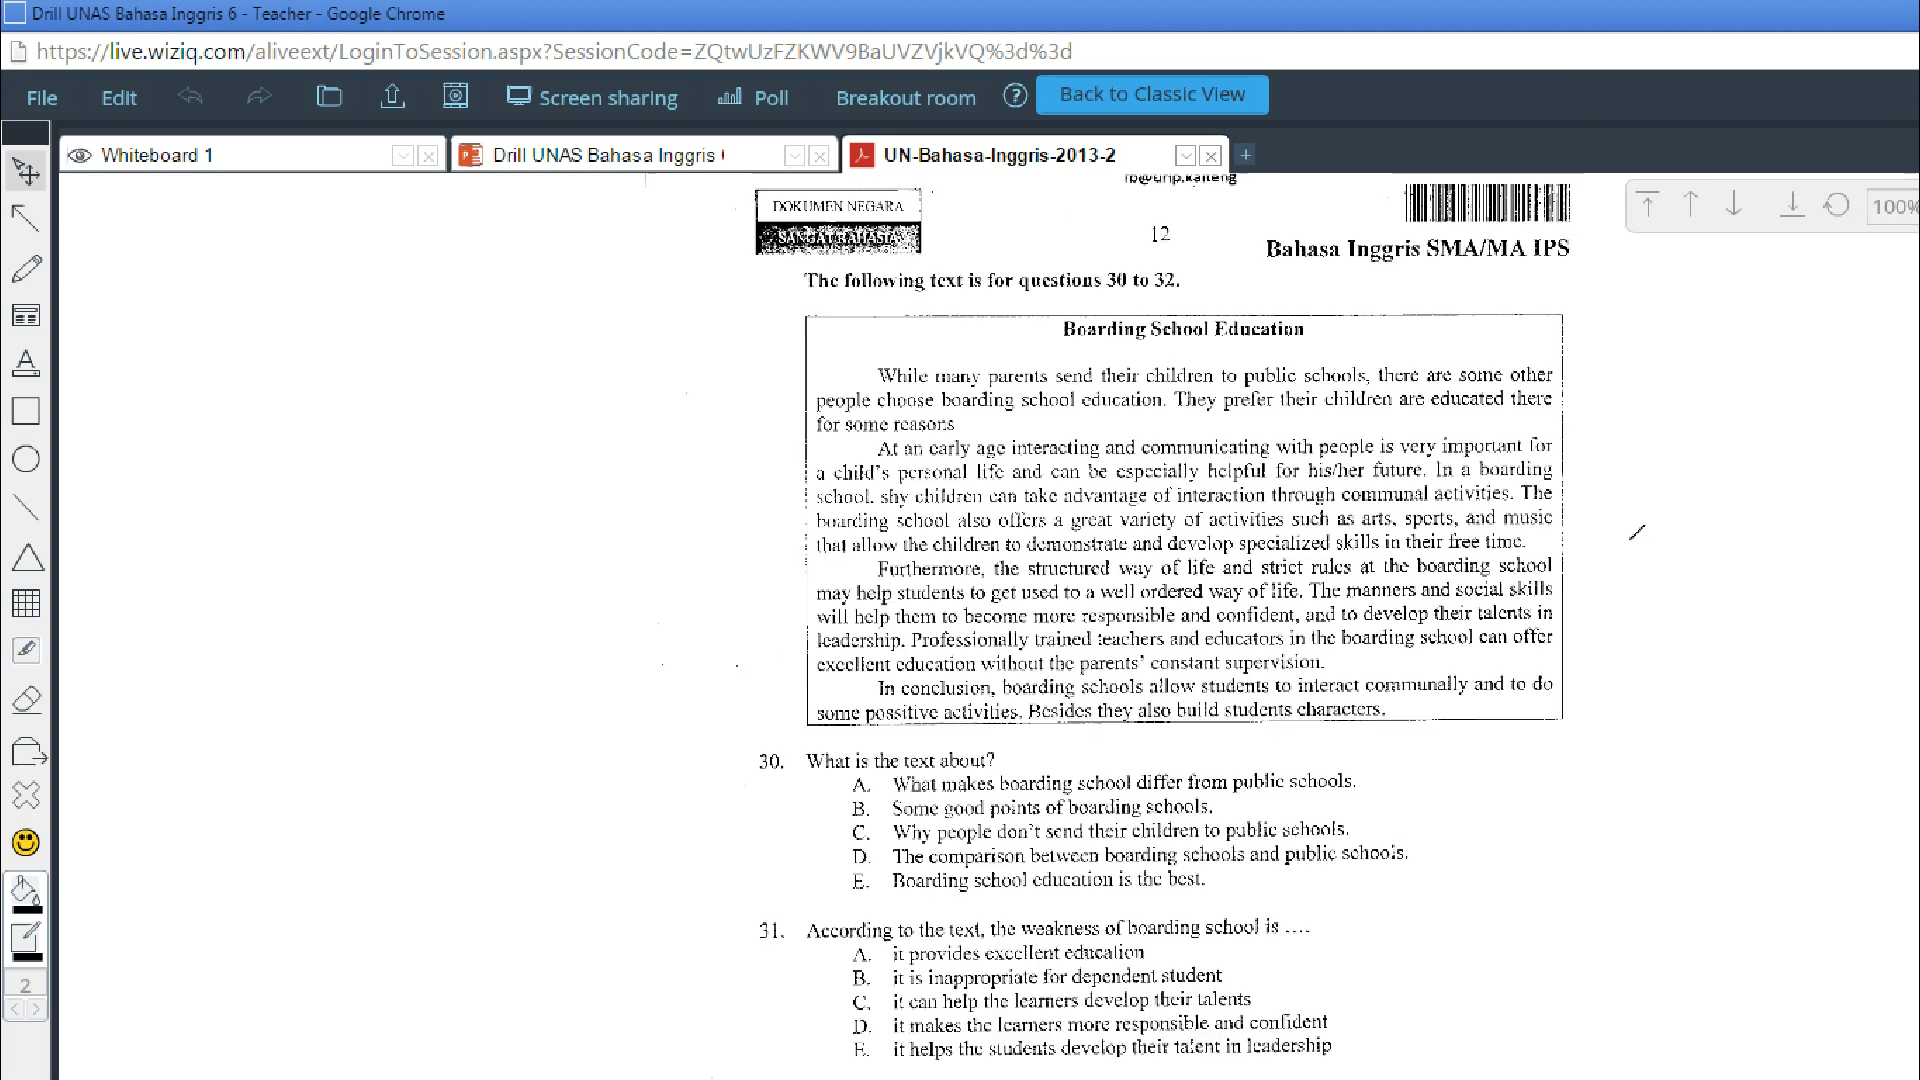 Drill UNAS Bahasa Inggris 6 - Teacher - Google Chrome
https://live.wiziq.com/aliveext/LoginToSession.aspx?SessionCode=ZQtwUzFZKWV9BaUVZVjkVQ%3d%3d
File Edit Screen sharing Poll Breakout room ? Back to Classic View
Whiteboard 1 Drill UNAS Bahasa Inggris UN-Bahasa-Inggris-2013-2 +
100%
DOKUMEN NEGARA
SANGAT RAHASIA
12
Bahasa Inggris SMA/MA IPS
The following text is for questions 30 to 32.
Boarding School Education
While many parents send their children to public schools, there are some other
people choose boarding school education. They prefer their children are educated there
for some reasons
At an early age interacting and communicating with people is very important for
a child's personal life and can be especially helpful for his/her future. In a boarding
school, shy children can take advantage of interaction through communal activities. The
boarding school also offers a great variety of activities such as arts, sports, and music
that allow the children to demonstrate and develop specialized skills in their free time.
Furthermore, the structured way of life and strict rules at the boarding school
may help students to get used to a well ordered way of life. The manners and social skills
will help them to become more responsible and confident, and to develop their talents in
leadership. Professionally trained teachers and educators in the boarding school can offer
excellent education without the parents' constant supervision.
In conclusion, boarding schools allow students to interact communally and to do
some possitive activities. Besides they also build students characters.
30. What is the text about?
A. What makes boarding school differ from public schools.
B. Some good points of boarding schools.
C. Why people don't send their children to public schools.
D. The comparison between boarding schools and public schools.
E. Boarding school education is the best.
31. According to the text, the weakness of boarding school is ....
A. it provides excellent education
B. it is inappropriate for dependent student
C. it can help the learners develop their talents
D. it makes the learners more responsible and confident
E. it helps the students develop their talent in leadership
2